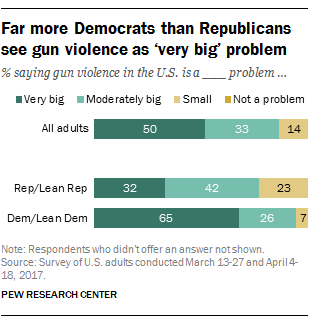 Far more Democrats than Republicans
see gun violence as ‘very big’ problem
% saying gun violence in the U.S. is a ___ problem ...
Very big Moderately big Small Not a problem
All adults 50 33 14
Rep/Lean Rep 32 42 23
Dem/Lean Dem 65 26 7
Note: Respondents who didn’t offer an answer not shown.
Source: Survey of U.S. adults conducted March 13-27 and April 4-
18, 2017.
PEW RESEARCH CENTER